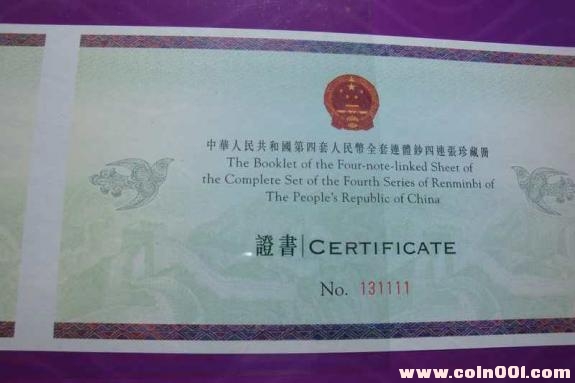 中華人民共和國第四套人民幣全套連體鈔四連張珍藏冊
The Booklet of the Four-note-linked Sheet of
the Complete Set of the Fourth Series of Renminbi of
The People's Republic of China
證書|CERTIFICATE
No. 131111
www.coln001.com